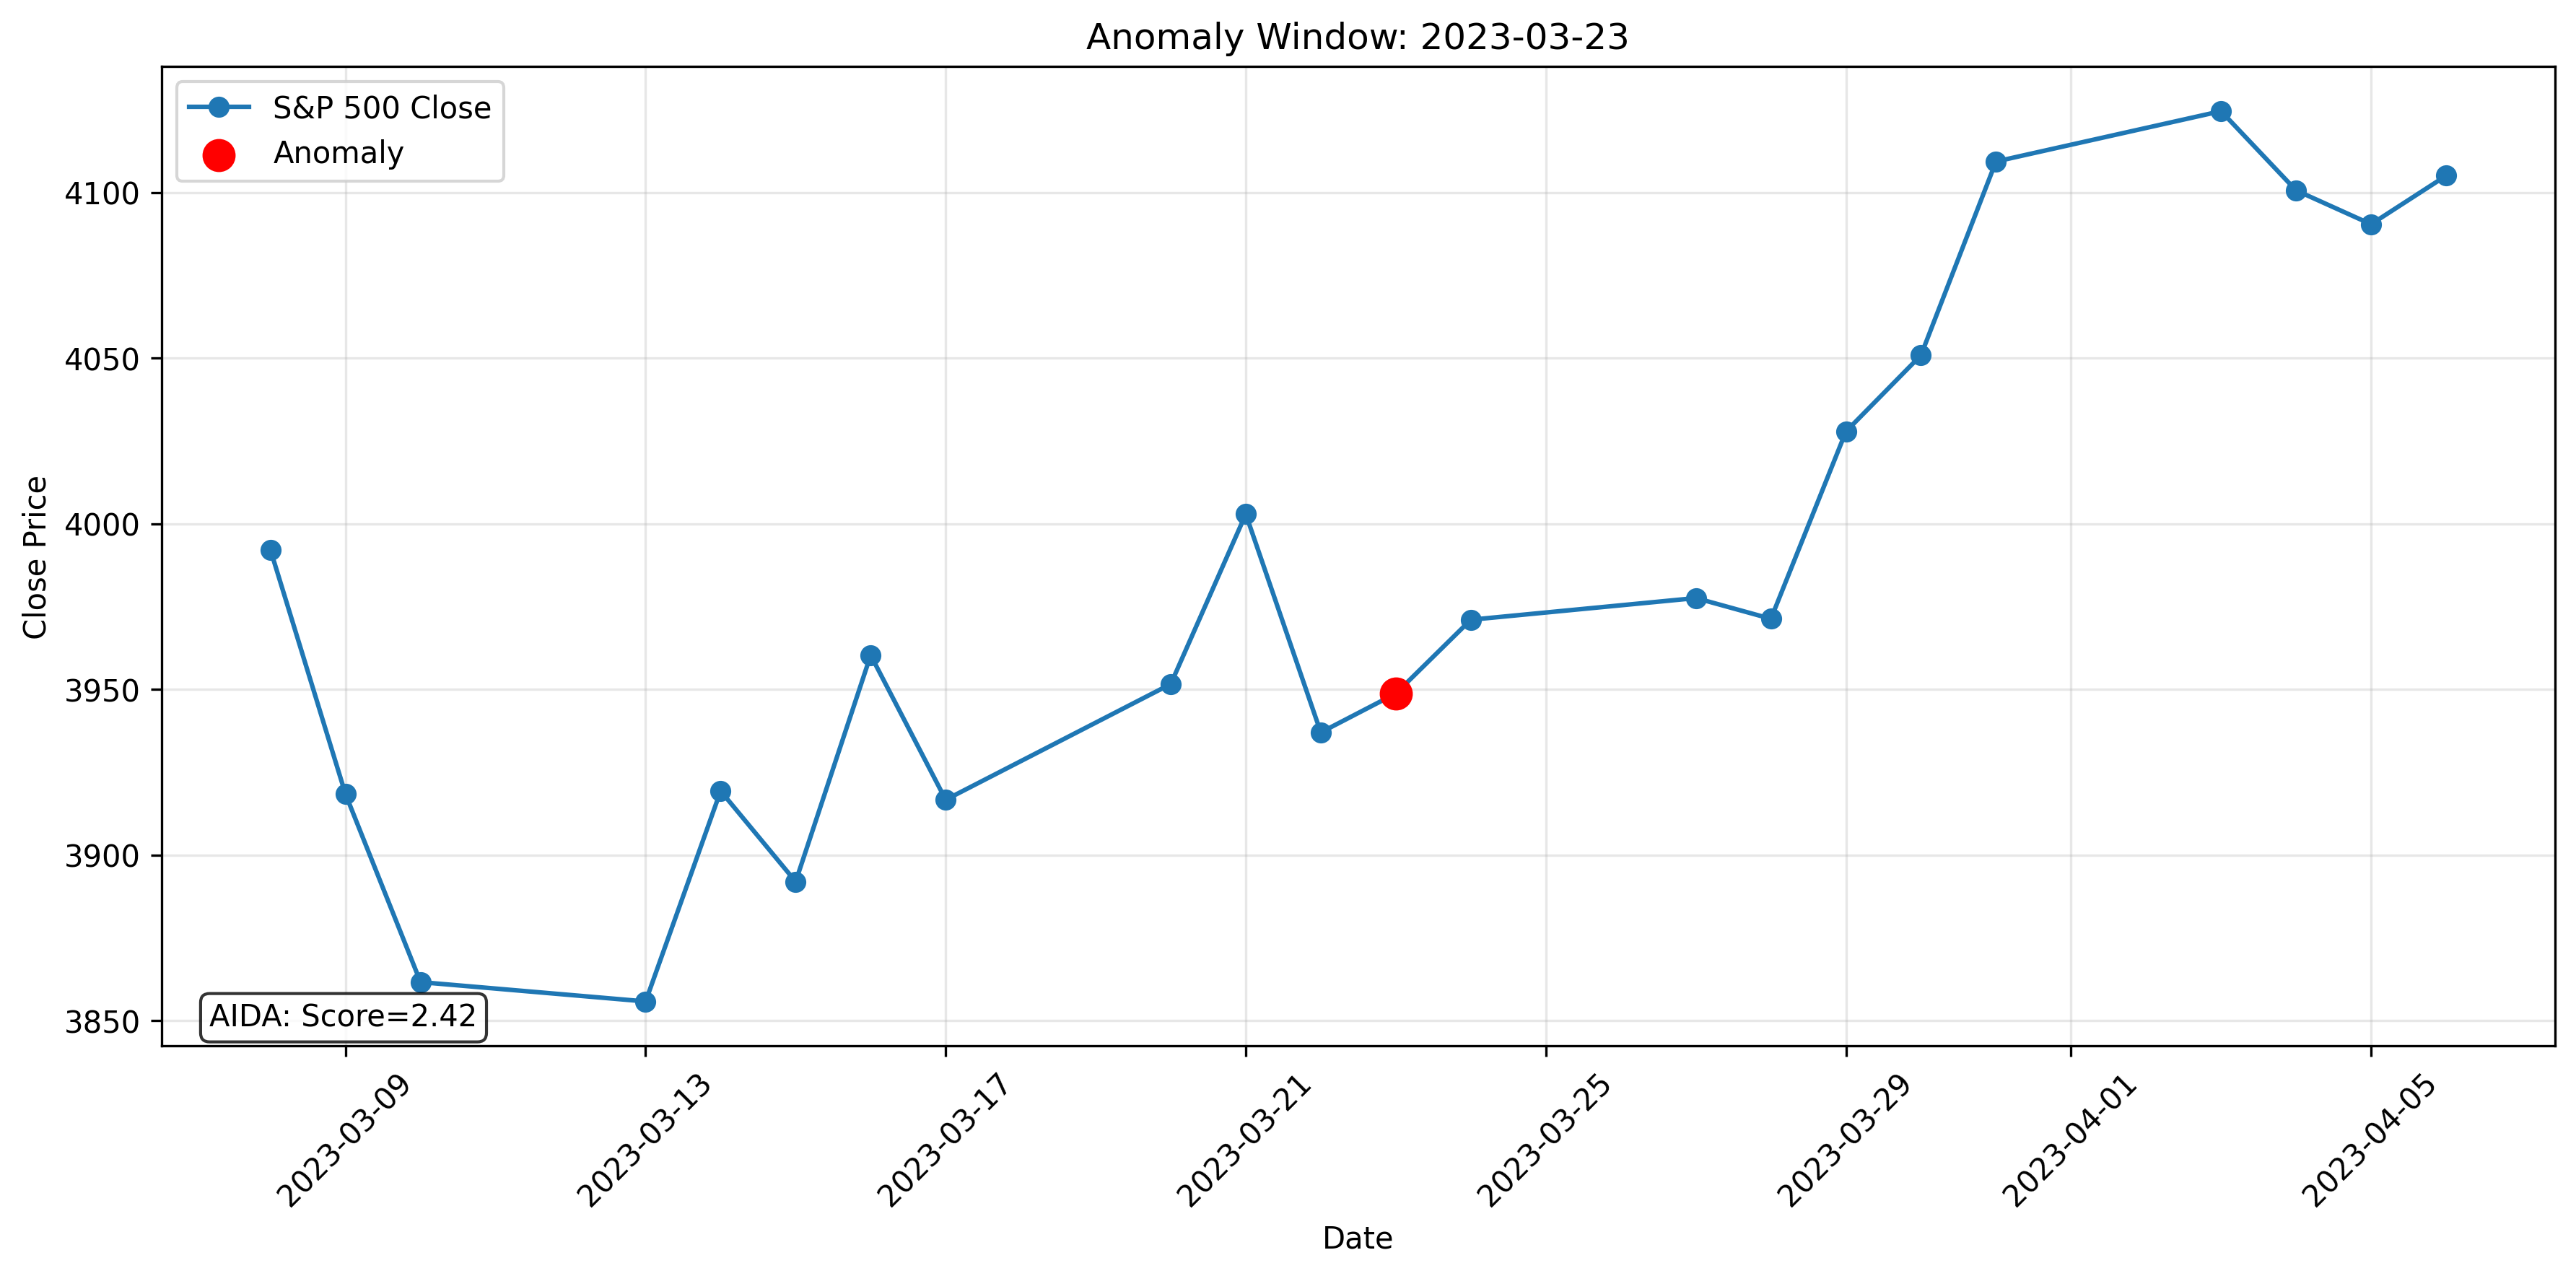 Anomaly Window: 2023-03-23
S&P 500 Close
Anomaly
4100
4050
4000
3950
3900
3850
Close Price
AIDA: Score=2.42
2023-03-09
2023-03-13
2023-03-17
2023-03-21
2023-03-25
2023-03-29
2023-04-01
2023-04-05
Date